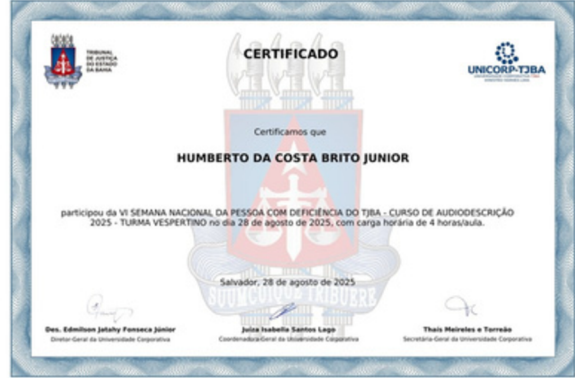 TRIBUNAL
DE JUSTIÇA
DO ESTADO
DA BAHIA
CERTIFICADO
UNICORP-TJBA
Certificamos que
HUMBERTO DA COSTA BRITO JUNIOR
participou da VI SEMANA NACIONAL DA PESSOA COM DEFICIÊNCIA DO TJBA - CURSO DE AUDIODESCRIÇÃO
2025 - TURMA VESPERTINO no dia 28 de agosto de 2025, com carga horária de 4 horas/aula.
Salvador, 28 de agosto de 2025
SUUMCUIQUE TRIBUERE
Des. Edmilson Jatahy Fonseca Júnior
Diretor-Geral da Universidade Corporativa
Juíza Isabella Santos Lago
Coordenadora-Geral da Universidade Corporativa
Thaís Meireles e Torreão
Secretária-Geral da Universidade Corporativa